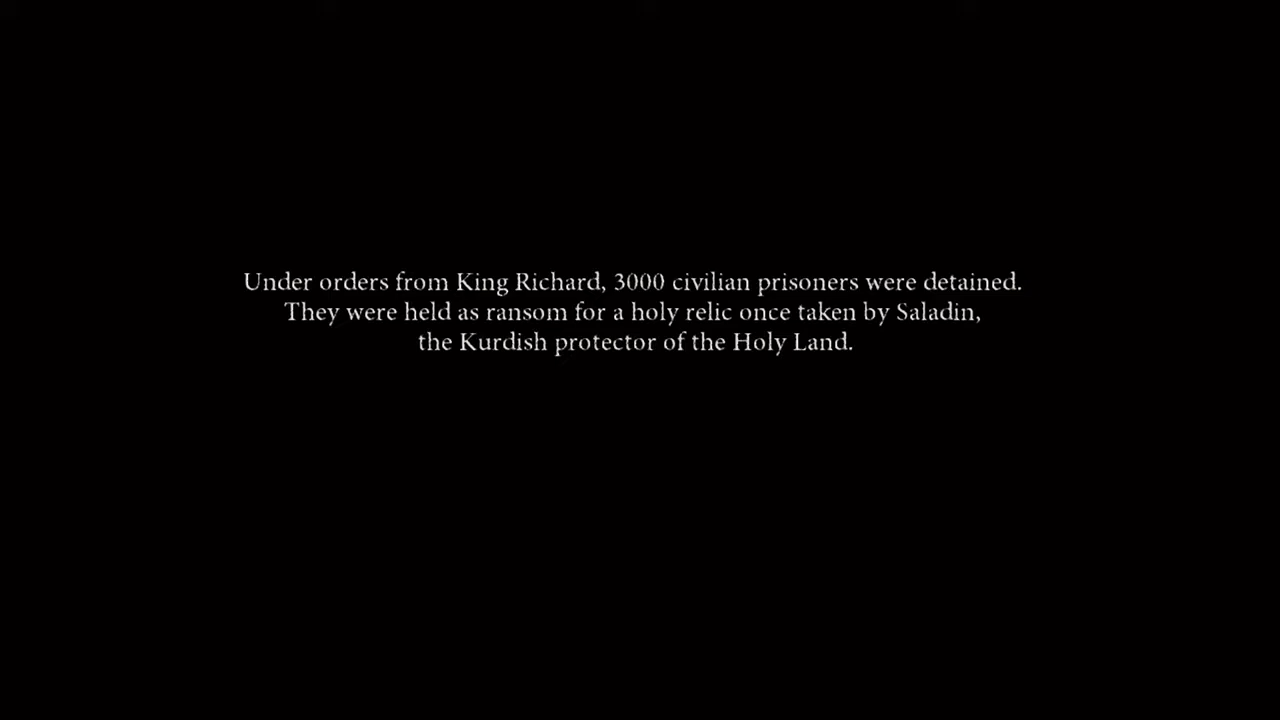 Under orders from King Richard, 3000 civilian prisoners were detained.
They were held as ransom for a holy relic once taken by Saladin,
the Kurdish protector of the Holy Land.